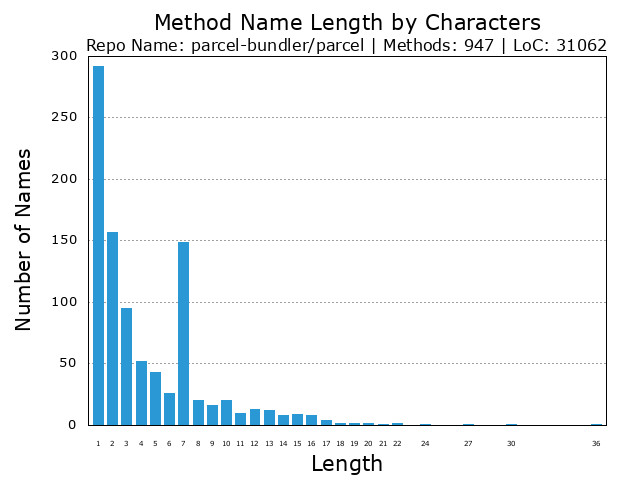 Method Name Length by Characters
Repo Name: parcel-bundler/parcel | Methods: 947 | LoC: 31062
300
250
200
150
100
50
0
Number of Names
1 2 3 4 5 6 7 8 9 10 11 12 13 14 15 16 17 18 19 20 21 22 24 27 30 36
Length